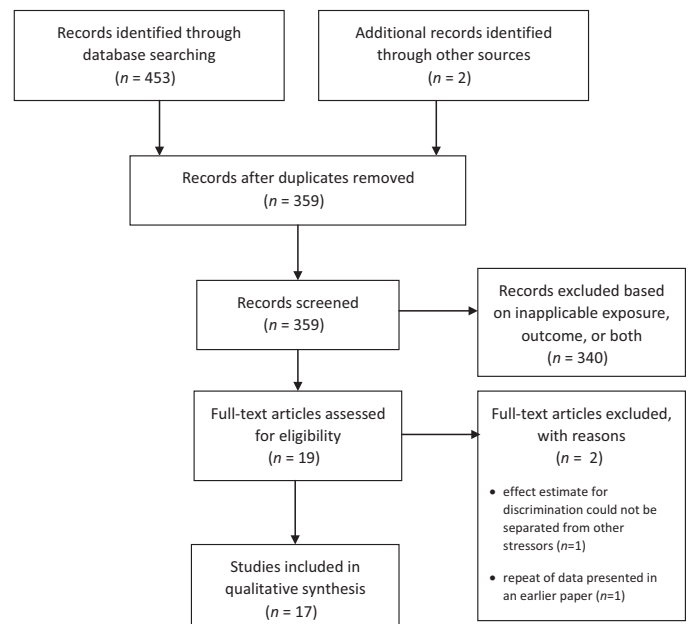 Records identified through
database searching
(n = 453)
Additional records identified
through other sources
(n = 2)
Records after duplicates removed
(n = 359)
Records screened
(n = 359)
Records excluded based
on inapplicable exposure,
outcome, or both
(n = 340)
Full-text articles assessed
for eligibility
(n = 19)
Full-text articles excluded,
with reasons
(n = 2)
• effect estimate for
discrimination could not be
separated from other
stressors (n=1)
• repeat of data presented in
an earlier paper (n=1)
Studies included in
qualitative synthesis
(n = 17)